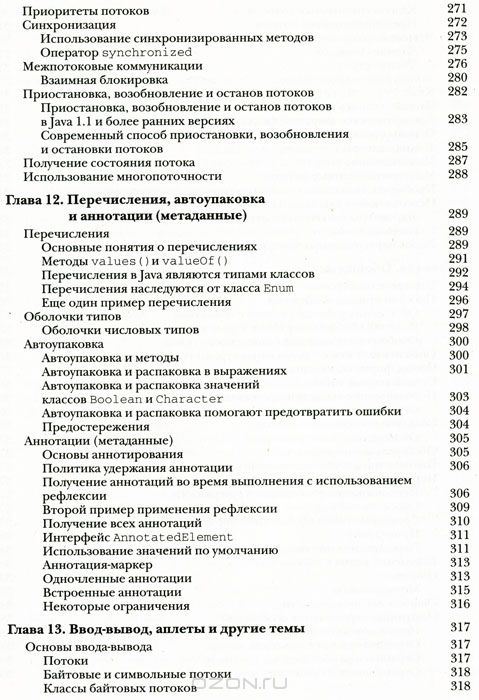 Приоритеты потоков 271
Синхронизация 272
Использование синхронизированных методов 273
Оператор synchronized 275
Межпотоковые коммуникации 276
Взаимная блокировка 280
Приостановка, возобновление и останов потоков 282
Приостановка, возобновление и останов потоков
в Java 1.1 и более ранних версиях 283
Современный способ приостановки, возобновления
и остановки потоков 285
Получение состояния потока 287
Использование многопоточности 288
Глава 12. Перечисления, автоупаковка
и аннотации (метаданные) 289
Перечисления 289
Основные понятия о перечислениях 289
Методы values() и valueOf() 291
Перечисления в Java являются типами классов 292
Перечисления наследуются от класса Enum 294
Еще один пример перечисления 296
Оболочки типов 297
Оболочки числовых типов 298
Автоупаковка 300
Автоупаковка и методы 300
Автоупаковка и распаковка в выражениях 301
Автоупаковка и распаковка значений
классов Boolean и Character 303
Автоупаковка и распаковка помогают предотвратить ошибки 304
Предостережения 304
Аннотации (метаданные) 305
Основы аннотирования 305
Политика удержания аннотации 306
Получение аннотаций во время выполнения с использованием
рефлексии 306
Второй пример применения рефлексии 309
Получение всех аннотаций 310
Интерфейс AnnotatedElement 311
Использование значений по умолчанию 311
Аннотация-маркер 313
Одночленные аннотации 313
Встроенные аннотации 315
Некоторые ограничения 316
Глава 13. Ввод-вывод, аплеты и другие темы 317
Основы ввода-вывода 317
Потоки 317
Байтовые и символьные потоки 318
Классы байтовых потоков 318
ozon.ru